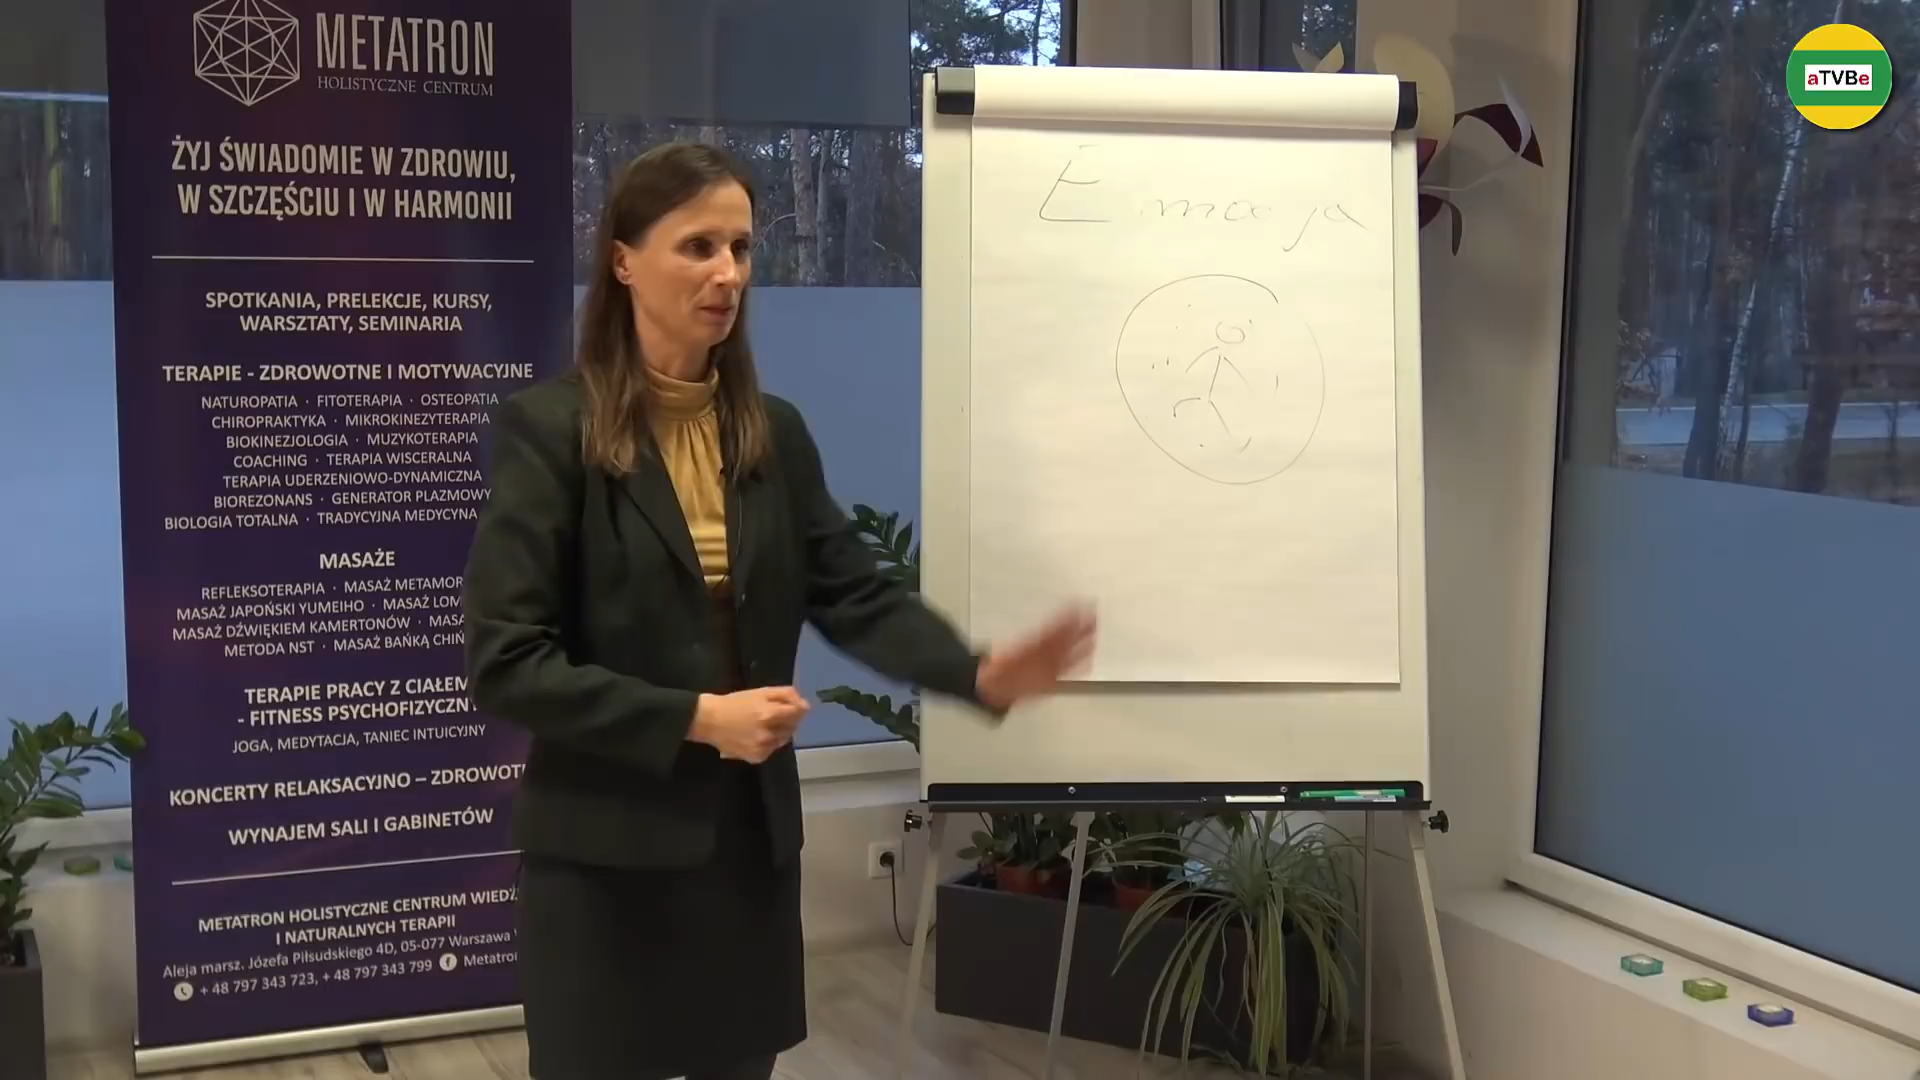 METATRON
HOLISTYCZNE CENTRUM
ŻYJ ŚWIADOMIE W ZDROWIU,
W SZCZĘŚCIU I W HARMONII
SPOTKANIA, PRELEKCJE, KURSY,
WARSZTATY, SEMINARIA
TERAPIE - ZDROWOTNE I MOTYWACYJNE
NATUROPATIA · FITOTERAPIA · OSTEOPATIA
CHIROPRAKTYKA · MIKROKINEZYTERAPIA
BIOKINEZJOLOGIA · MUZYKOTERAPIA
COACHING · TERAPIA WISCERALNA
TERAPIA UDERZENIOWO-DYNAMICZNA
BIOREZONANS · GENERATOR PLAZMOWY
BIOLOGIA TOTALNA · TRADYCYJNA MEDYCYNA
MASAŻE
REFLEKSOTERAPIA · MASAŻ METAMOR
MASAŻ JAPOŃSKI YUMEIHO · MASAŻ LOM
MASAŻ DŹWIĘKIEM KAMERTONÓW · MASA
METODA NST · MASAŻ BAŃKĄ CHIŃ
TERAPIE PRACY Z CIAŁEM
- FITNESS PSYCHOFIZYCZN
JOGA, MEDYTACJA, TANIEC INTUICYJNY
KONCERTY RELAKSACYJNO – ZDROWOT
WYNAJEM SALI I GABINETÓW
METATRON HOLISTYCZNE CENTRUM WIEDZ
I NATURALNYCH TERAPII
Aleja marsz. Józefa Piłsudskiego 4D, 05-077 Warszawa
+ 48 797 343 723, + 48 797 343 799 Metatro
Emocja
aTVBe